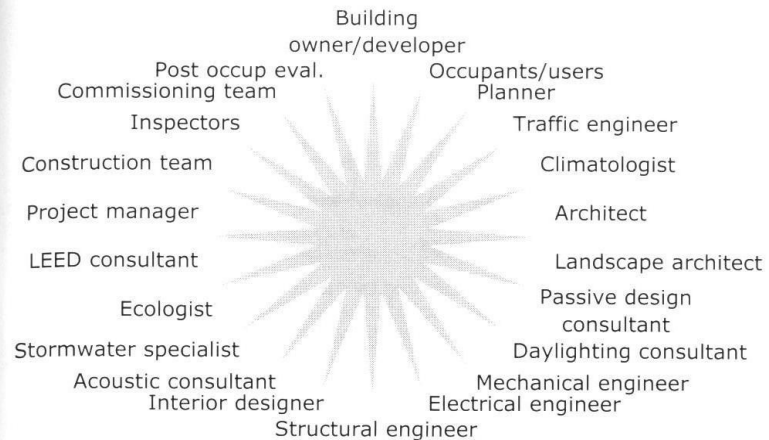 Building
owner/developer
Post occup eval.
Occupants/users
Commissioning team
Planner
Inspectors
Traffic engineer
Construction team
Climatologist
Project manager
Architect
LEED consultant
Landscape architect
Ecologist
Passive design
consultant
Stormwater specialist
Daylighting consultant
Acoustic consultant
Mechanical engineer
Interior designer
Electrical engineer
Structural engineer